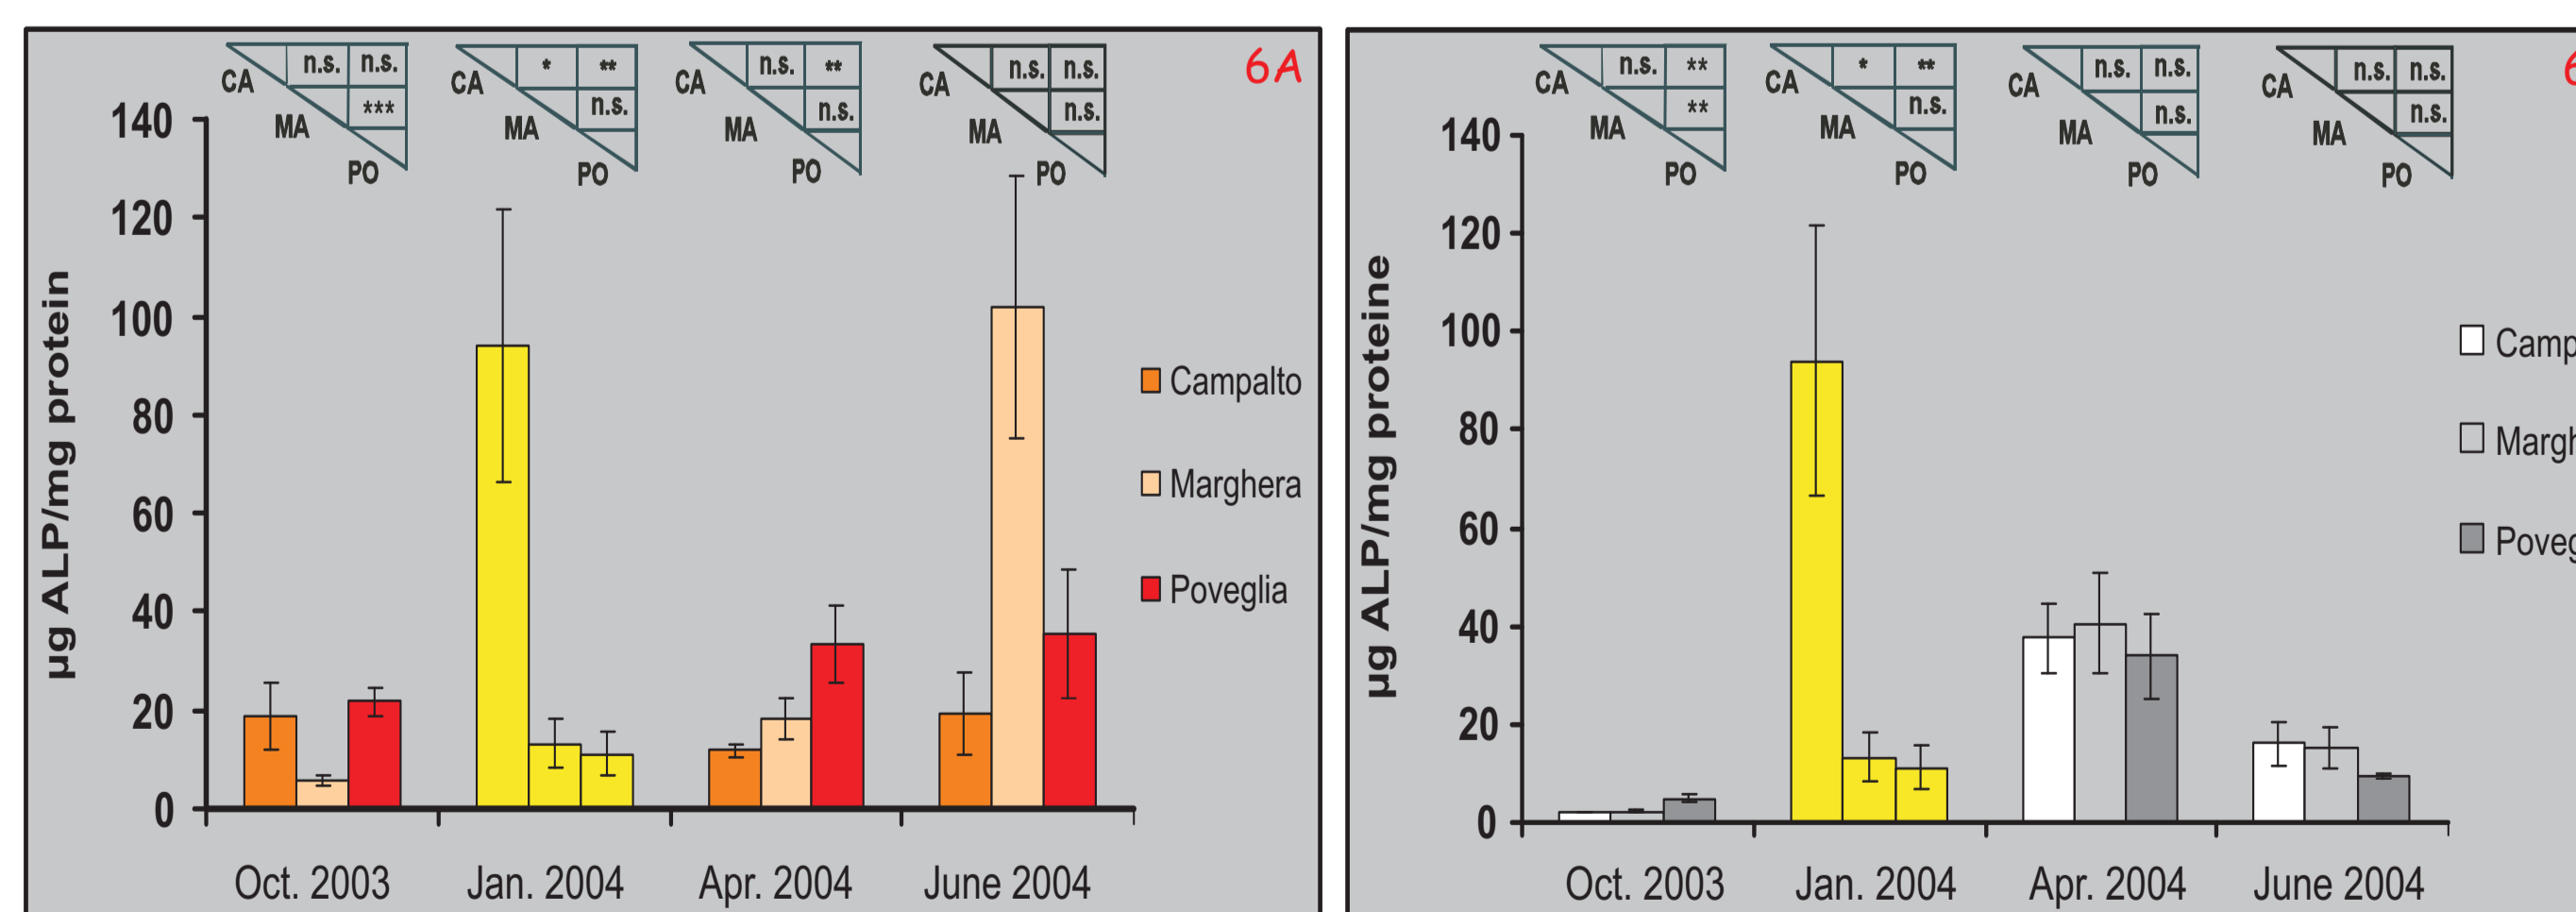 n.s. n.s.
CA
***
MA
PO
* **
CA
n.s.
MA
PO
n.s. **
CA
n.s.
MA
PO
n.s. n.s.
CA
n.s.
MA
PO
6A
140
120
100
80
60
40
20
0
µg ALP/mg protein
Campalto
Marghera
Poveglia
Oct. 2003 Jan. 2004 Apr. 2004 June 2004
n.s. **
CA
**
MA
PO
* **
CA
n.s.
MA
PO
n.s. n.s.
CA
n.s.
MA
PO
n.s. n.s.
CA
n.s.
MA
PO
140
120
100
80
60
40
20
0
µg ALP/mg proteine
Camp
Margh
Poveg
Oct. 2003 Jan. 2004 Apr. 2004 June 2004